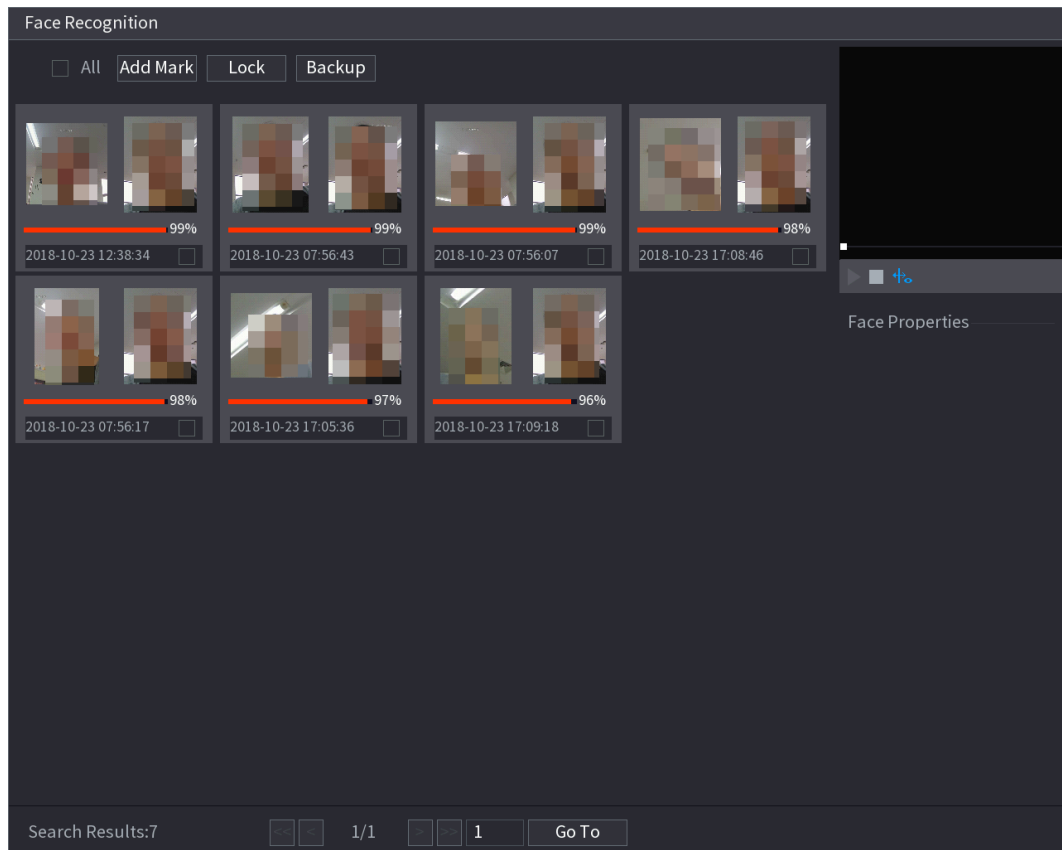 Face Recognition
All Add Mark Lock Backup
99% 99% 99% 98%
2018-10-23 12:38:34 2018-10-23 07:56:43 2018-10-23 07:56:07 2018-10-23 17:08:46
98% 97% 96%
2018-10-23 07:56:17 2018-10-23 17:05:36 2018-10-23 17:09:18
Face Properties
Search Results:7 << < 1/1 > >> 1 Go To